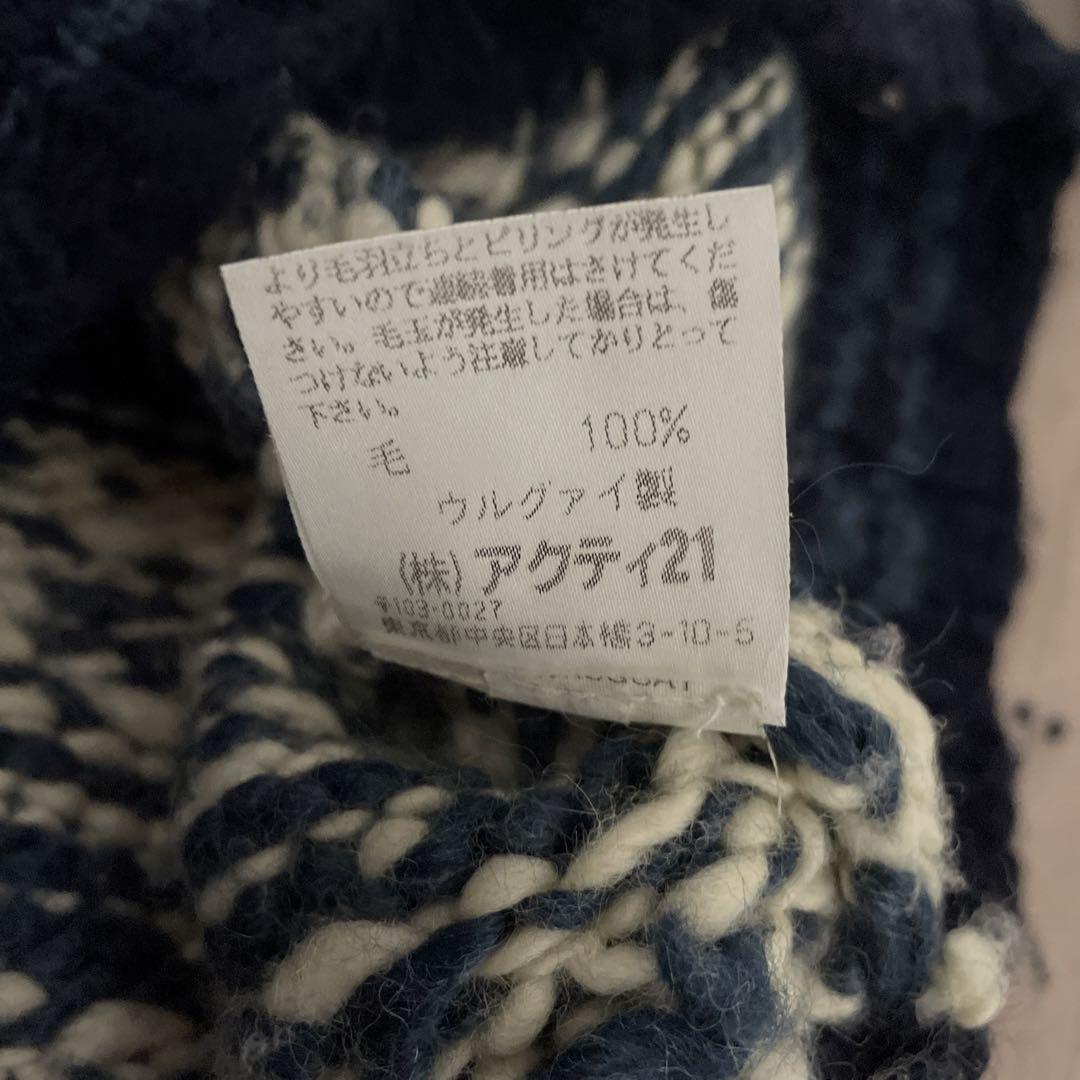 より毛羽立ちとピリングが発生し
やすいので連続着用はさけてくだ
さい。毛玉が発生した場合は、傷
つけないよう注意してかりとって
下さい。
毛 100%
ウルグァイ製
(株)アクティ21
〒103-0027
東京都中央区日本橋3-10-5